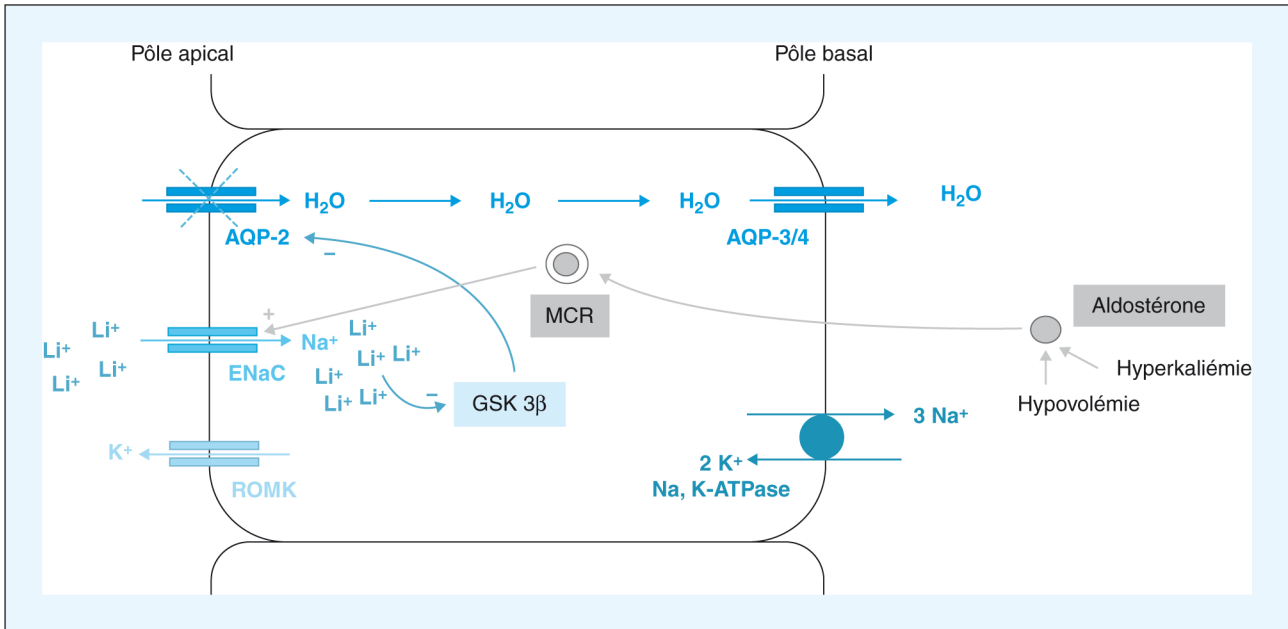 Pôle apical
Pôle basal
H₂O
H₂O
H₂O
H₂O
AQP-2
AQP-3/4
–
MCR
Aldostérone
+
Li⁺
Li⁺
Li⁺
Li⁺
Li⁺
Na⁺
Li⁺
Li⁺
Li⁺
ENaC
Li⁺
Li⁺
Li⁺
–
GSK 3β
Hyperkaliémie
Hypovolémie
3 Na⁺
K⁺
ROMK
2 K⁺
Na, K-ATPase